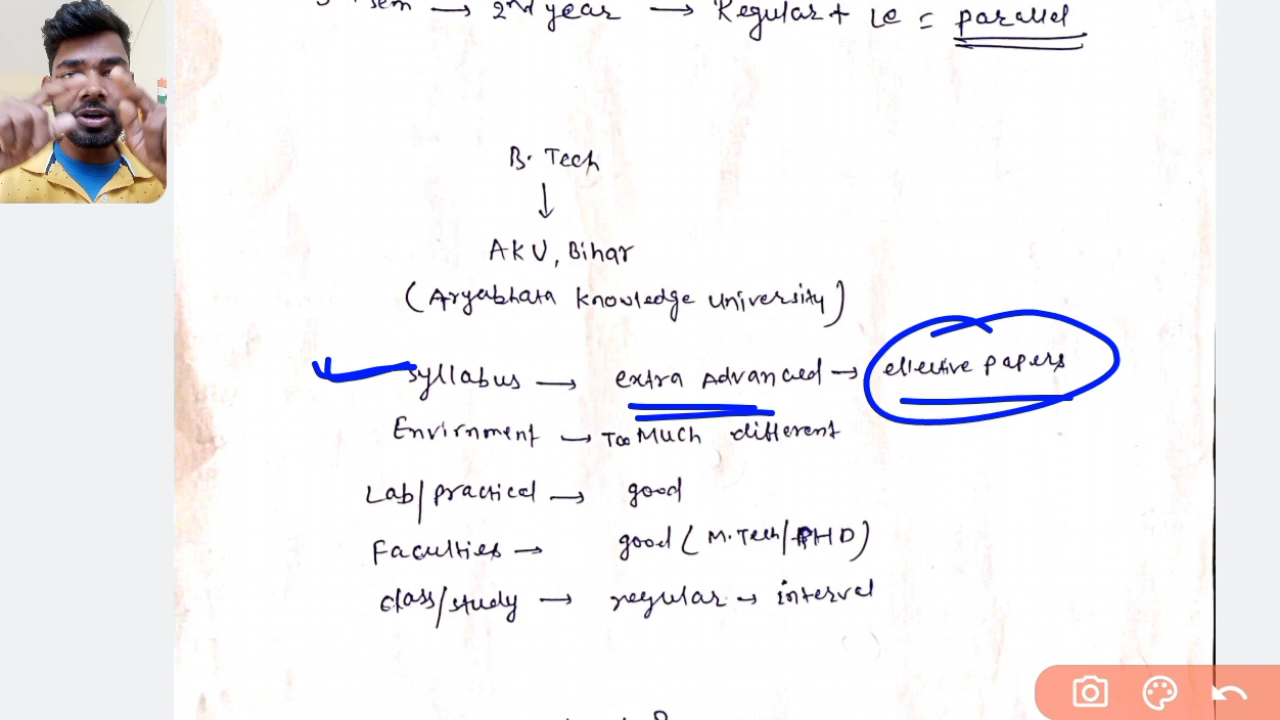 sem → 2nd year → Regular + LE = parallel
B. Tech
↓
AKU, Bihar
(Aryabhata Knowledge University)
syllabus → extra Advanced → ellective papers
Envirnment → Too Much different
Lab/practical → good
Faculties → good (M.Tech/PHD)
class/study → regular → interval